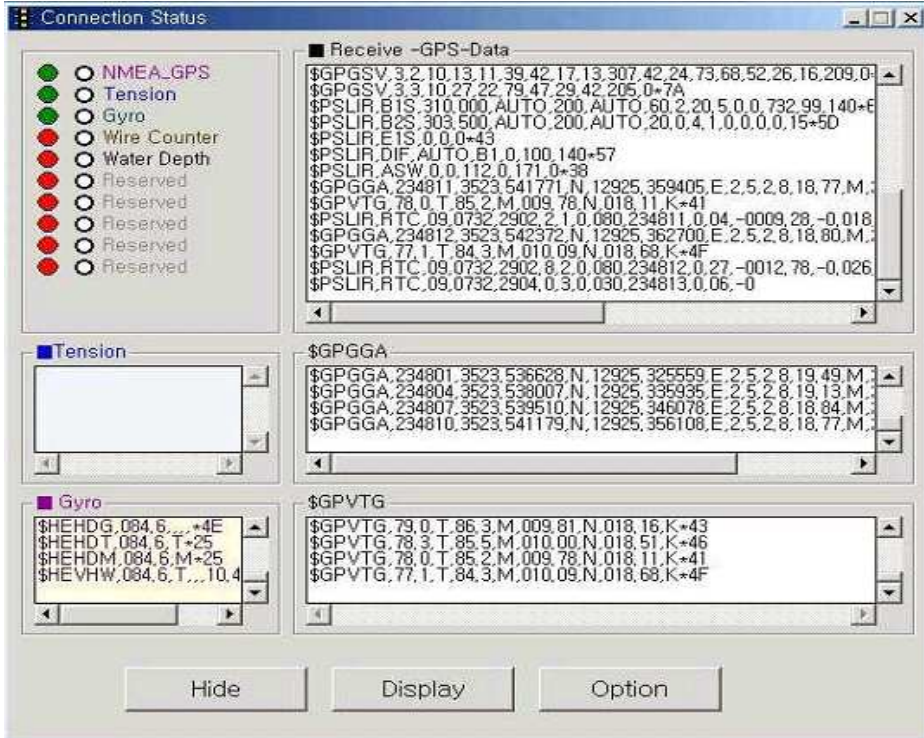 Connection Status
NMEA_GPS
Tension
Gyro
Wire Counter
Water Depth
Reserved
Reserved
Reserved
Reserved
Reserved
Receive -GPS-Data
$GPGSV,3,2,10,13,11,39,42,17,13,307,42,24,73,68,52,26,16,209,0
$GPGSV,3,3,10,27,22,79,47,29,42,205,0*7A
$PSLIR,B1S,310,000,AUTO,200,AUTO,60,2,20,5,0,0,732,99,140*
$PSLIR,B2S,303,500,AUTO,200,AUTO,20,0,4,1,0,0,0,0,15*5D
$PSLIR,E1S,0,0,0*43
$PSLIR,DIF,AUTO,B1,0,100,140*57
$PSLIR,ASW,0,0,112,0,171,0*38
$GPGGA,234811,3523,541771,N,12925,359405,E,2,5,2,8,18,77,M,
$GPVTG,78,0,T,85,2,M,009,78,N,018,11,K*41
$PSLIR,RTC,09,0732,2902,2,1,0,080,234811,0,04,-0009,28,-0,018
$GPGGA,234812,3523,542372,N,12925,362700,E,2,5,2,8,18,80,M,
$GPVTG,77,1,T,84,3,M,010,09,N,018,68,K*4F
$PSLIR,RTC,09,0732,2902,8,2,0,080,234812,0,27,-0012,78,-0,026
$PSLIR,RTC,09,0732,2904,0,3,0,030,234813,0,06,-0
Tension
$GPGGA
$GPGGA,234801,3523,536628,N,12925,325559,E,2,5,2,8,19,49,M,
$GPGGA,234804,3523,538007,N,12925,335935,E,2,5,2,8,19,13,M,
$GPGGA,234807,3523,539510,N,12925,346078,E,2,5,2,8,18,84,M,
$GPGGA,234810,3523,541179,N,12925,356108,E,2,5,2,8,18,77,M,
Gyro
$HEHDG,084,6,,,,*4E
$HEHDT,084,6,T*25
$HEHDM,084,6,M*25
$HEVHW,084,6,T,,,10,4
$GPVTG
$GPVTG,79,0,T,86,3,M,009,81,N,018,16,K*43
$GPVTG,78,3,T,85,5,M,010,00,N,018,51,K*46
$GPVTG,78,0,T,85,2,M,009,78,N,018,11,K*41
$GPVTG,77,1,T,84,3,M,010,09,N,018,68,K*4F
Hide
Display
Option